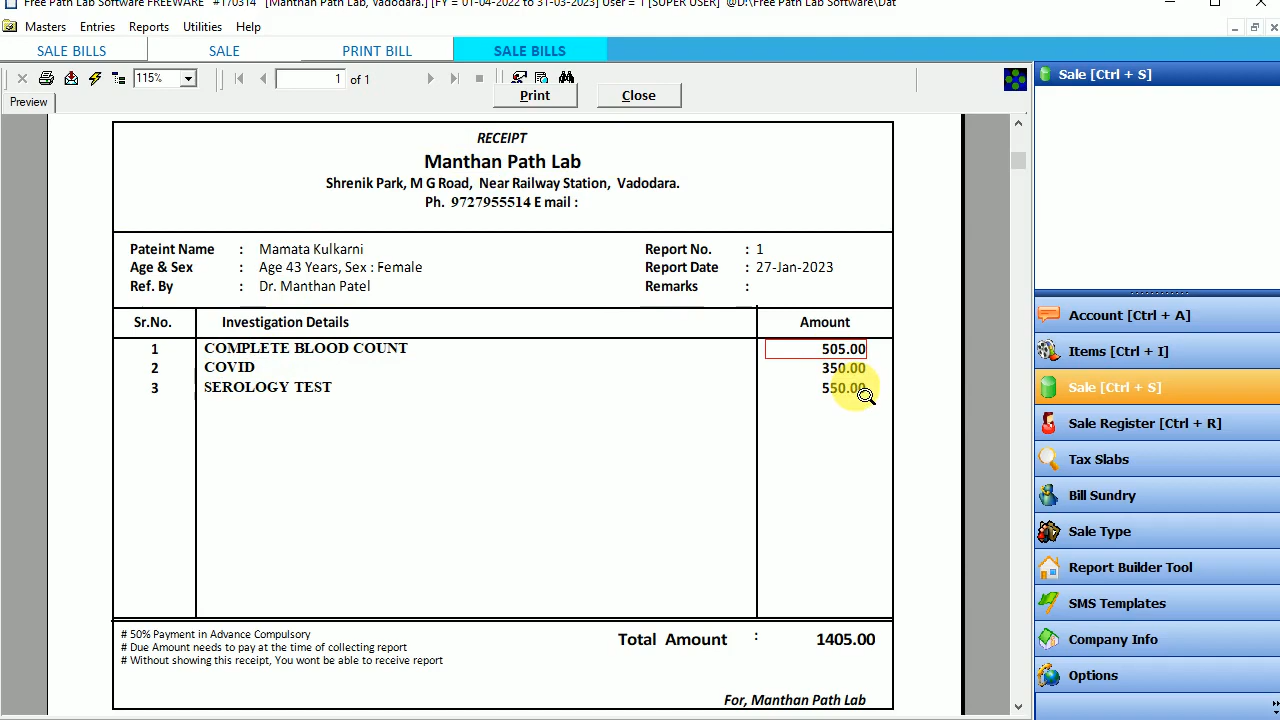 Free Path Lab Software FREEWARE #170314 [Manthan Path Lab, Vadodara.] [FY = 01-04-2022 to 31-03-2023] User = 1 [SUPER USER] @D:\Free Path Lab Software\Dat
Masters Entries Reports Utilities Help
SALE BILLS SALE PRINT BILL SALE BILLS
115% 1 of 1
Print Close
Preview
RECEIPT
Manthan Path Lab
Shrenik Park, M G Road, Near Railway Station, Vadodara.
Ph. 9727955514 E mail :
Pateint Name : Mamata Kulkarni Report No. : 1
Age & Sex : Age 43 Years, Sex : Female Report Date : 27-Jan-2023
Ref. By : Dr. Manthan Patel Remarks :
Sr.No. Investigation Details Amount
1 COMPLETE BLOOD COUNT 505.00
2 COVID 350.00
3 SEROLOGY TEST 550.00
# 50% Payment in Advance Compulsory
# Due Amount needs to pay at the time of collecting report
# Without showing this receipt, You wont be able to receive report
Total Amount : 1405.00
For, Manthan Path Lab
Sale [Ctrl + S]
Account [Ctrl + A]
Items [Ctrl + I]
Sale [Ctrl + S]
Sale Register [Ctrl + R]
Tax Slabs
Bill Sundry
Sale Type
Report Builder Tool
SMS Templates
Company Info
Options